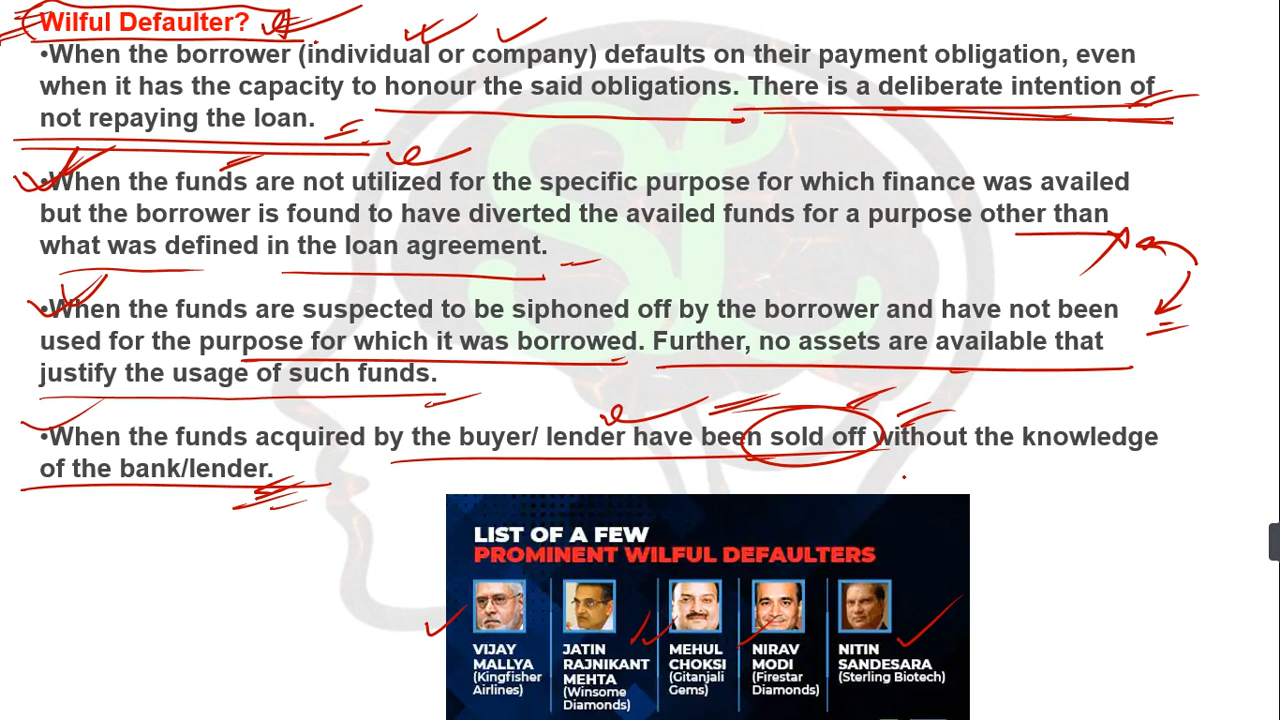 Wilful Defaulter?
•When the borrower (individual or company) defaults on their payment obligation, even
when it has the capacity to honour the said obligations. There is a deliberate intention of
not repaying the loan.
•When the funds are not utilized for the specific purpose for which finance was availed
but the borrower is found to have diverted the availed funds for a purpose other than
what was defined in the loan agreement.
•When the funds are suspected to be siphoned off by the borrower and have not been
used for the purpose for which it was borrowed. Further, no assets are available that
justify the usage of such funds.
•When the funds acquired by the buyer/ lender have been sold off without the knowledge
of the bank/lender.
LIST OF A FEW
PROMINENT WILFUL DEFAULTERS
VIJAY
MALLYA
(Kingfisher
Airlines)
JATIN
RAJNIKANT
MEHTA
(Winsome
Diamonds)
MEHUL
CHOKSI
(Gitanjali
Gems)
NIRAV
MODI
(Firestar
Diamonds)
NITIN
SANDESARA
(Sterling Biotech)